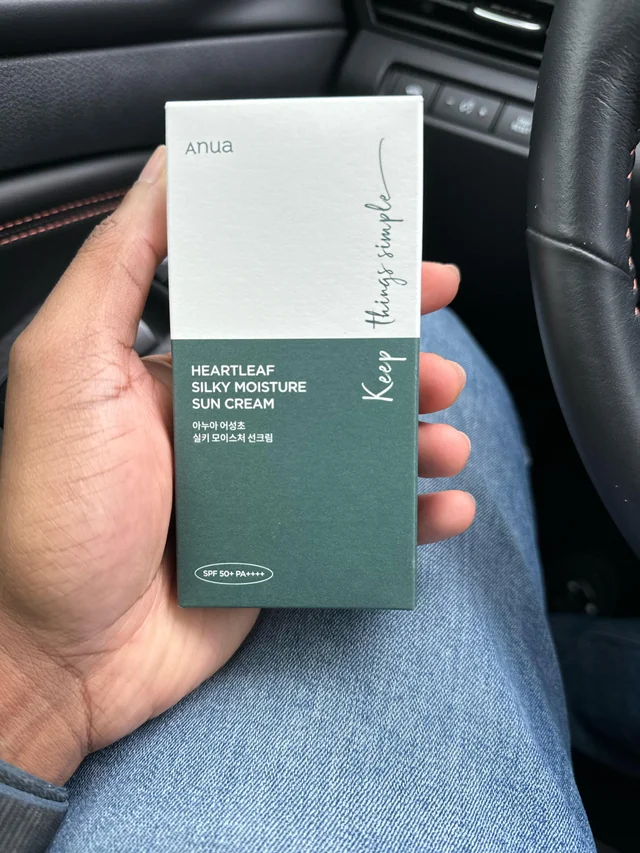 Anua
Keep things simple
HEARTLEAF
SILKY MOISTURE
SUN CREAM
아누아 어성초
실키 모이스처 선크림
SPF 50+ PA++++